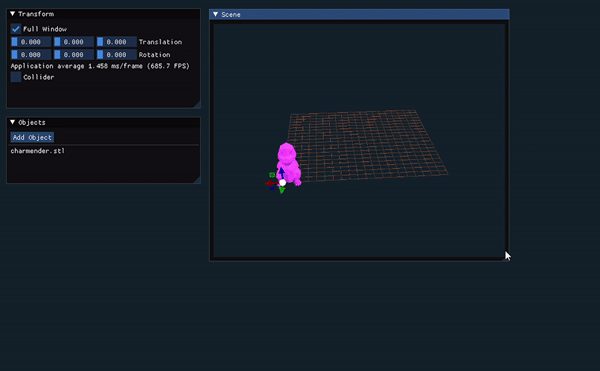 Transform
Full Window
0.000 0.000 0.000 Translation
0.000 0.000 0.000 Rotation
Application average 1.458 ms/frame (685.7 FPS)
Collider
Objects
Add Object
charmender.stl
Scene